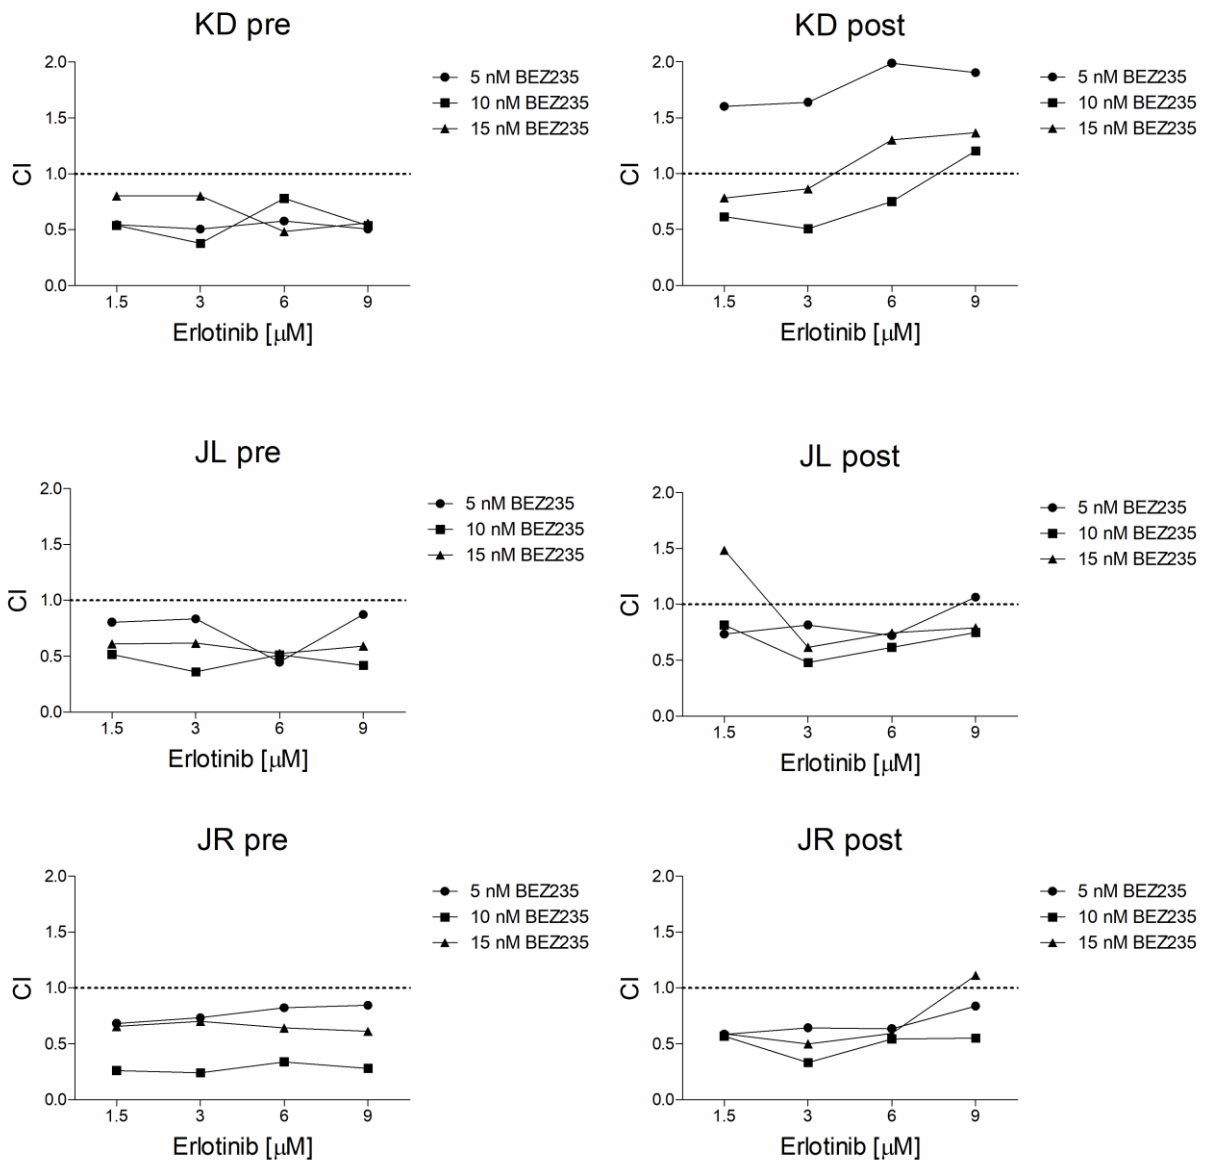 KD pre
2.0
1.5
1.0
0.5
0.0
CI
1.5 3 6 9
Erlotinib [μM]
5 nM BEZ235
10 nM BEZ235
15 nM BEZ235
KD post
2.0
1.5
1.0
0.5
0.0
CI
1.5 3 6 9
Erlotinib [μM]
5 nM BEZ235
10 nM BEZ235
15 nM BEZ235
JL pre
2.0
1.5
1.0
0.5
0.0
CI
1.5 3 6 9
Erlotinib [μM]
5 nM BEZ235
10 nM BEZ235
15 nM BEZ235
JL post
2.0
1.5
1.0
0.5
0.0
CI
1.5 3 6 9
Erlotinib [μM]
5 nM BEZ235
10 nM BEZ235
15 nM BEZ235
JR pre
2.0
1.5
1.0
0.5
0.0
CI
1.5 3 6 9
Erlotinib [μM]
5 nM BEZ235
10 nM BEZ235
15 nM BEZ235
JR post
2.0
1.5
1.0
0.5
0.0
CI
1.5 3 6 9
Erlotinib [μM]
5 nM BEZ235
10 nM BEZ235
15 nM BEZ235